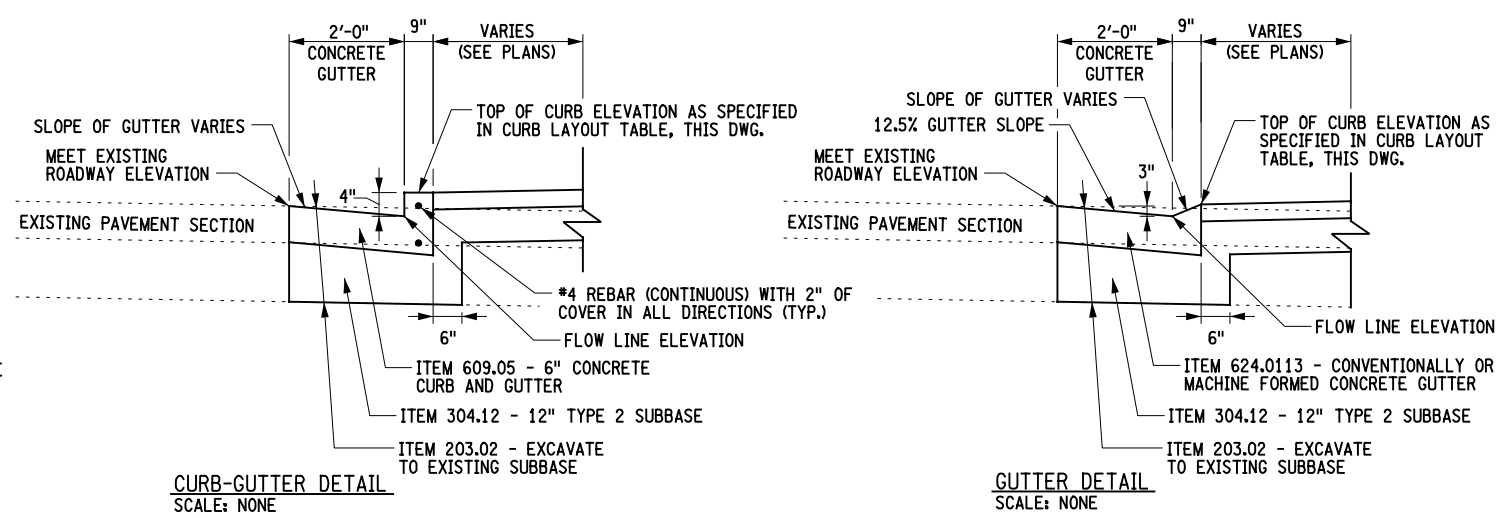 2'-0"
9"
VARIES
(SEE PLANS)
CONCRETE
GUTTER
TOP OF CURB ELEVATION AS SPECIFIED
IN CURB LAYOUT TABLE, THIS DWG.
SLOPE OF GUTTER VARIES
MEET EXISTING
ROADWAY ELEVATION
4"
EXISTING PAVEMENT SECTION
#4 REBAR (CONTINUOUS) WITH 2" OF
COVER IN ALL DIRECTIONS (TYP.)
6"
FLOW LINE ELEVATION
ITEM 609.05 - 6" CONCRETE
CURB AND GUTTER
ITEM 304.12 - 12" TYPE 2 SUBBASE
ITEM 203.02 - EXCAVATE
TO EXISTING SUBBASE
CURB-GUTTER DETAIL
SCALE: NONE
2'-0"
9"
VARIES
(SEE PLANS)
CONCRETE
GUTTER
SLOPE OF GUTTER VARIES
12.5% GUTTER SLOPE
TOP OF CURB ELEVATION AS
SPECIFIED IN CURB LAYOUT
TABLE, THIS DWG.
MEET EXISTING
ROADWAY ELEVATION
3"
EXISTING PAVEMENT SECTION
6"
FLOW LINE ELEVATION
ITEM 624.0113 - CONVENTIONALLY OR
MACHINE FORMED CONCRETE GUTTER
ITEM 304.12 - 12" TYPE 2 SUBBASE
ITEM 203.02 - EXCAVATE
TO EXISTING SUBBASE
GUTTER DETAIL
SCALE: NONE